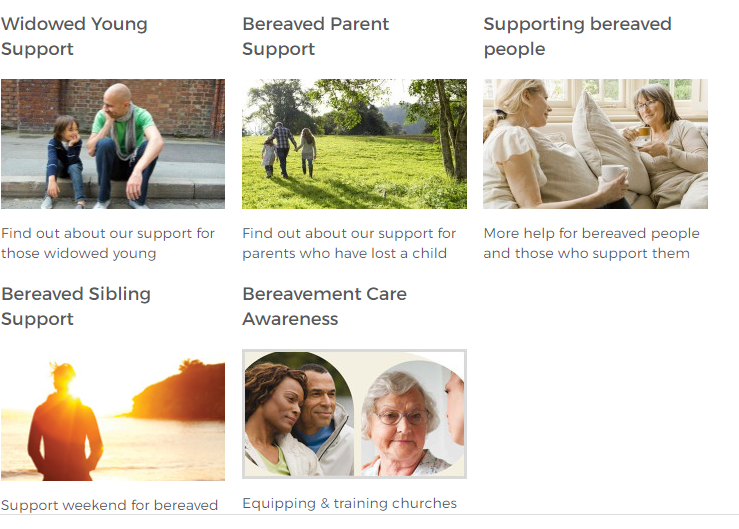 Widowed Young
Support
Find out about our support for
those widowed young
Bereaved Parent
Support
Find out about our support for
parents who have lost a child
Supporting bereaved
people
More help for bereaved people
and those who support them
Bereaved Sibling
Support
Support weekend for bereaved
Bereavement Care
Awareness
Equipping & training churches